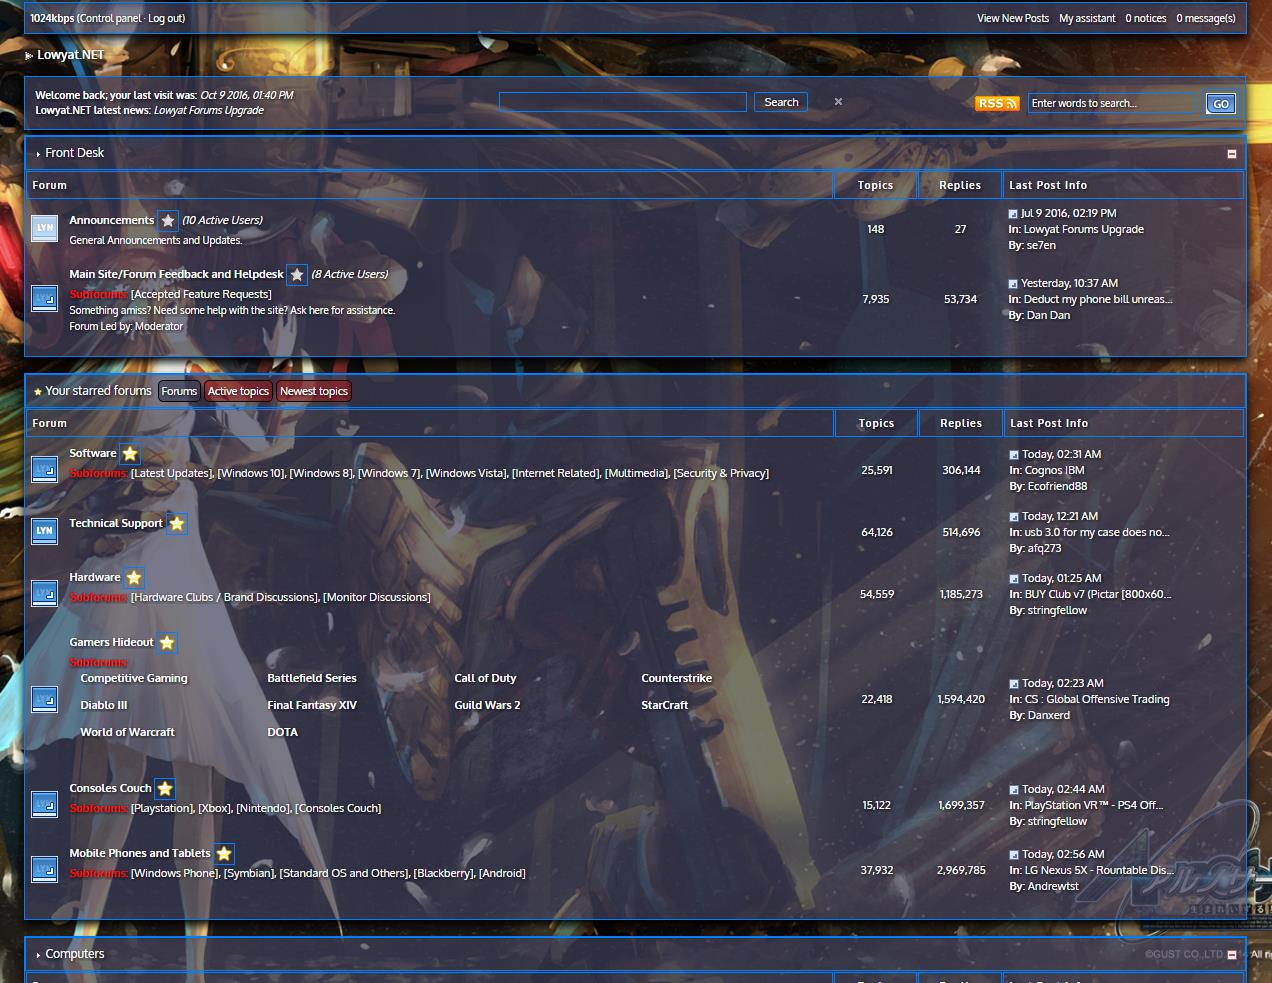 1024kbps (Control panel · Log out)
View New Posts My assistant 0 notices 0 message(s)
Lowyat.NET
Welcome back; your last visit was: Oct 9 2016, 01:40 PM
Lowyat.NET latest news: Lowyat Forums Upgrade
Search
RSS
Enter words to search...
GO
Front Desk
Forum Topics Replies Last Post Info
LYN
Announcements (10 Active Users)
General Announcements and Updates.
148
27
Jul 9 2016, 02:19 PM
In: Lowyat Forums Upgrade
By: se7en
Main Site/Forum Feedback and Helpdesk (8 Active Users)
Subforums: [Accepted Feature Requests]
Something amiss? Need some help with the site? Ask here for assistance.
Forum Led by: Moderator
7,935
53,734
Yesterday, 10:37 AM
In: Deduct my phone bill unreas...
By: Dan Dan
Your starred forums Forums Active topics Newest topics
Forum Topics Replies Last Post Info
Software
Subforums: [Latest Updates], [Windows 10], [Windows 8], [Windows 7], [Windows Vista], [Internet Related], [Multimedia], [Security & Privacy]
25,591
306,144
Today, 02:31 AM
In: Cognos IBM
By: Ecofriend88
LYN
Technical Support
64,126
514,696
Today, 12:21 AM
In: usb 3.0 for my case does no...
By: afq273
Hardware
Subforums: [Hardware Clubs / Brand Discussions], [Monitor Discussions]
54,559
1,185,273
Today, 01:25 AM
In: BUY Club v7 (Pictar [800x60...
By: stringfellow
Gamers Hideout
Subforums:
Competitive Gaming Battlefield Series Call of Duty Counterstrike
Diablo III Final Fantasy XIV Guild Wars 2 StarCraft
World of Warcraft DOTA
22,418
1,594,420
Today, 02:23 AM
In: CS : Global Offensive Trading
By: Danxerd
Consoles Couch
Subforums: [Playstation], [Xbox], [Nintendo], [Consoles Couch]
15,122
1,699,357
Today, 02:44 AM
In: PlayStation VR™ - PS4 Off...
By: stringfellow
Mobile Phones and Tablets
Subforums: [Windows Phone], [Symbian], [Standard OS and Others], [Blackberry], [Android]
37,932
2,969,785
Today, 02:56 AM
In: LG Nexus 5X - Rountable Dis...
By: Andrewtst
Computers
©GUST CO.,LTD. All